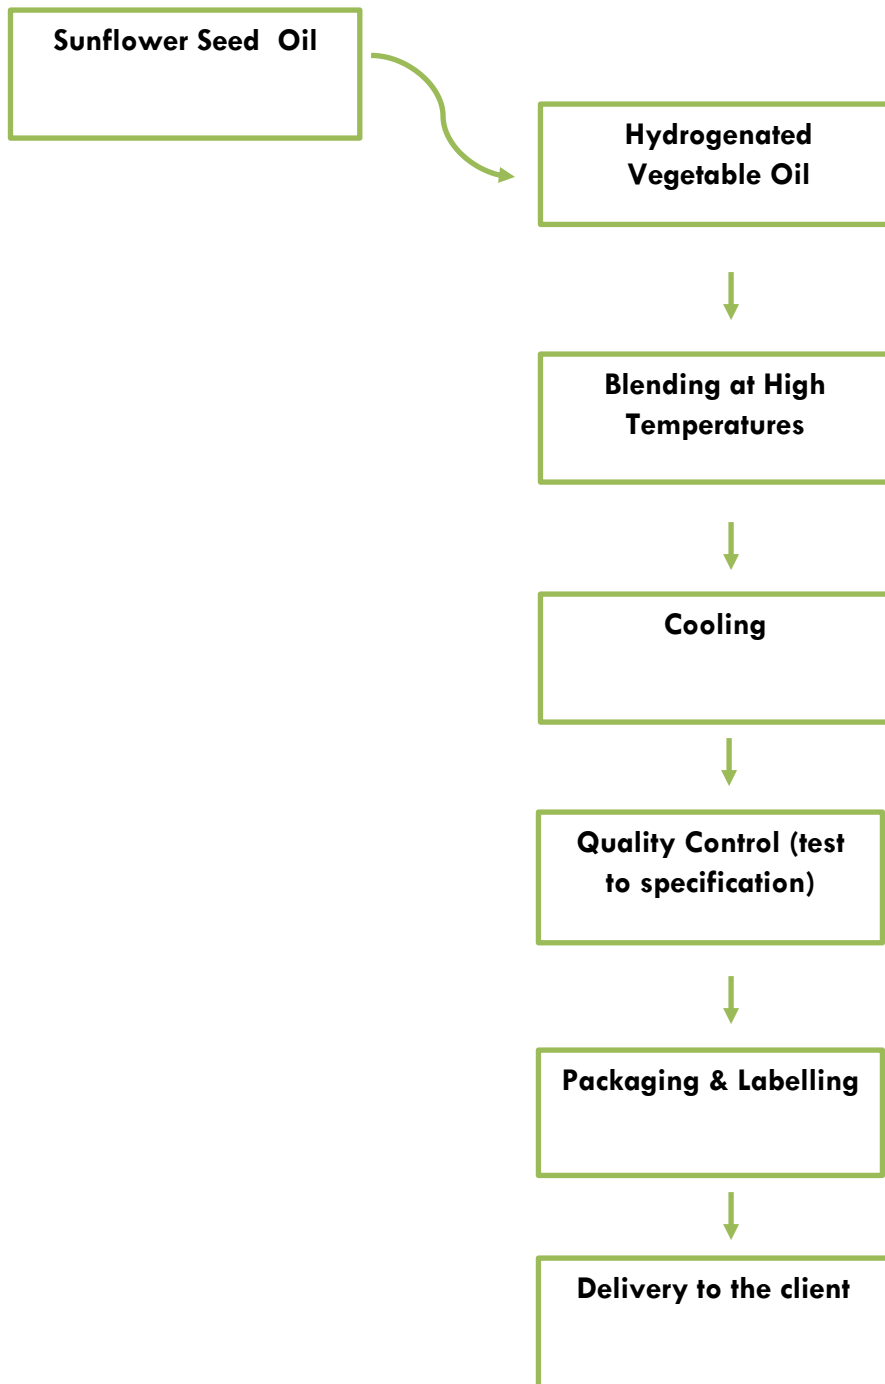 Sunflower Seed Oil
Hydrogenated
Vegetable Oil
Blending at High
Temperatures
Cooling
Quality Control (test
to specification)
Packaging & Labelling
Delivery to the client